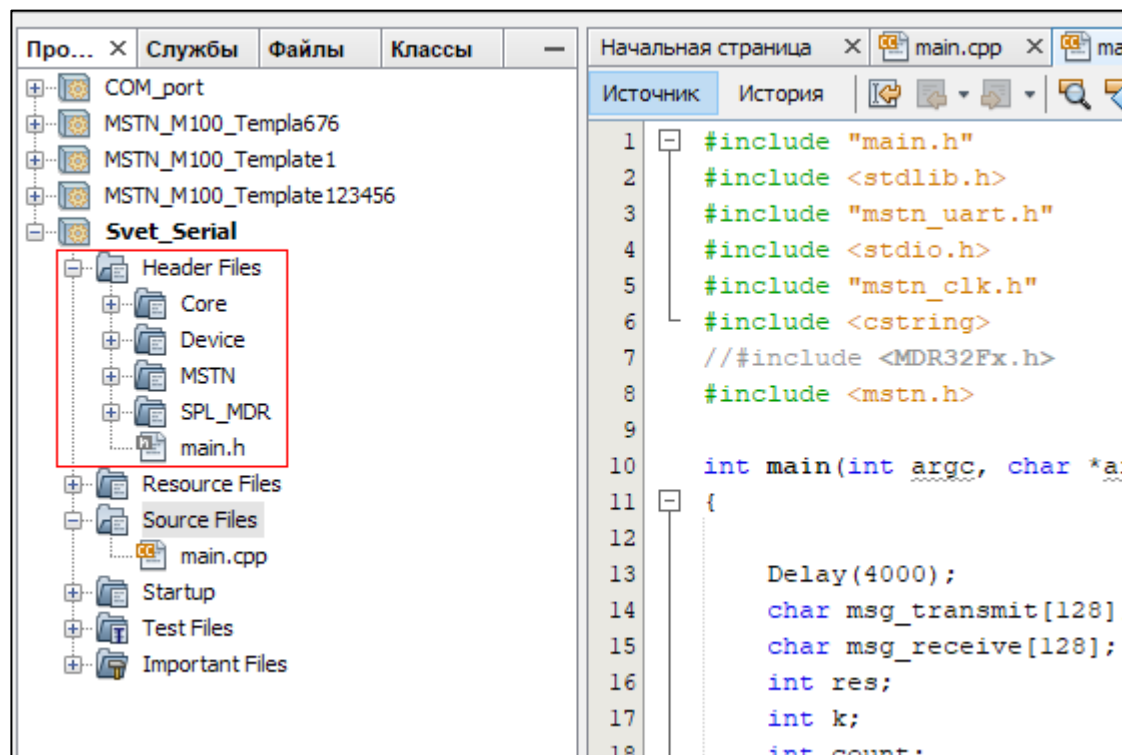 Про... Службы Файлы Классы
COM_port
MSTN_M100_Templa676
MSTN_M100_Template1
MSTN_M100_Template123456
Svet_Serial
Header Files
Core
Device
MSTN
SPL_MDR
main.h
Resource Files
Source Files
main.cpp
Startup
Test Files
Important Files
Начальная страница main.cpp ma
Источник История
1 #include "main.h"
2 #include <stdlib.h>
3 #include "mstn_uart.h"
4 #include <stdio.h>
5 #include "mstn_clk.h"
6 #include <cstring>
7 //#include <MDR32Fx.h>
8 #include <mstn.h>
9
10 int main(int argc, char *a
11 {
12
13 Delay(4000);
14 char msg_transmit[128]
15 char msg_receive[128];
16 int res;
17 int k;
18 int count;